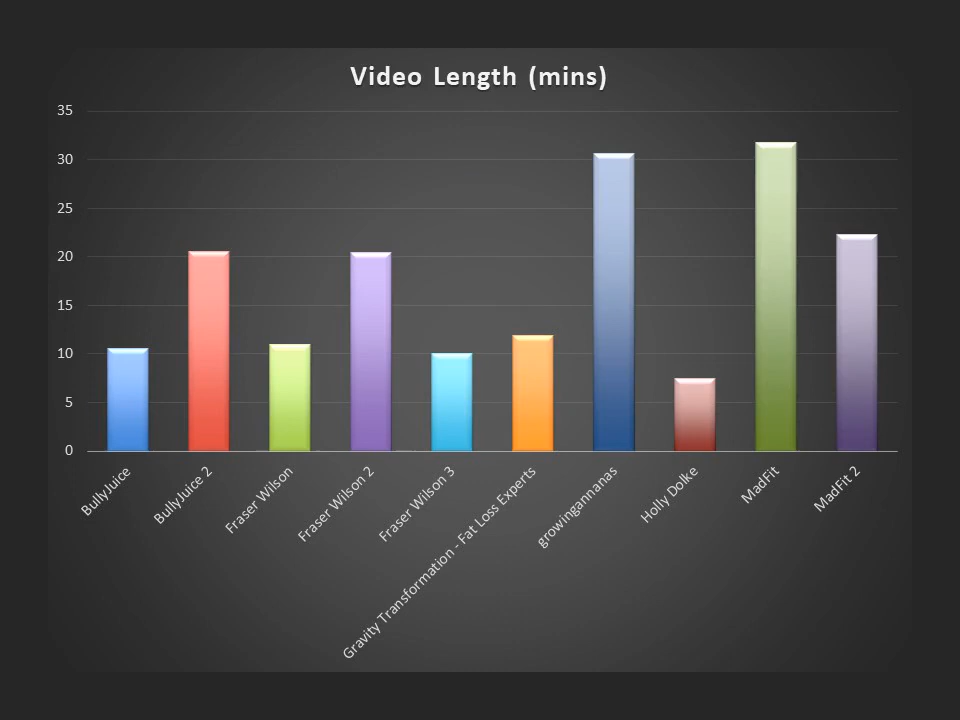 Video Length (mins)
35
30
25
20
15
10
5
0
BullyJuice
BullyJuice 2
Fraser Wilson
Fraser Wilson 2
Fraser Wilson 3
Gravity Transformation - Fat Loss Experts
growingannanas
Holly Dolke
MadFit
MadFit 2